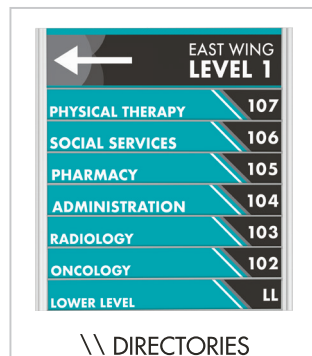 EAST WING
LEVEL 1
PHYSICAL THERAPY 107
SOCIAL SERVICES 106
PHARMACY 105
ADMINISTRATION 104
RADIOLOGY 103
ONCOLOGY 102
LOWER LEVEL LL
\\ DIRECTORIES